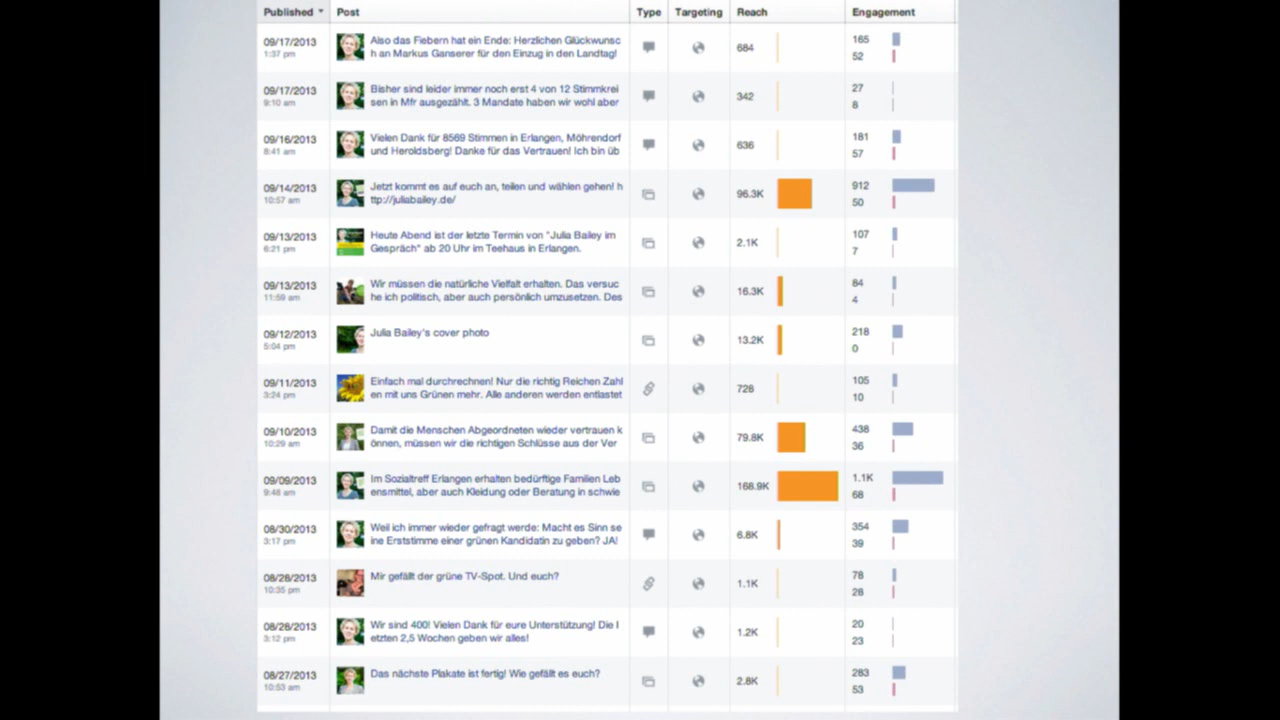 Published Post Type Targeting Reach Engagement
09/17/2013 Also das Fiebern hat ein Ende: Herzlichen Glückwunsc 684 165
1:37 pm h an Markus Ganserer für den Einzug in den Landtag! 52
09/17/2013 Bisher sind leider immer noch erst 4 von 12 Stimmkrei 342 27
9:10 am sen in Mfr ausgezählt. 3 Mandate haben wir wohl aber 8
09/16/2013 Vielen Dank für 8569 Stimmen in Erlangen, Möhrendorf 636 181
8:41 am und Heroldsberg! Danke für das Vertrauen! Ich bin üb 57
09/14/2013 Jetzt kommt es auf euch an, teilen und wählen gehen! h 96.3K 912
10:57 am ttp://juliabailey.de/ 50
09/13/2013 Heute Abend ist der letzte Termin von "Julia Bailey im 2.1K 107
6:21 pm Gespräch" ab 20 Uhr im Teehaus in Erlangen. 7
09/13/2013 Wir müssen die natürliche Vielfalt erhalten. Das versuc 16.3K 84
11:59 am he ich politisch, aber auch persönlich umzusetzen. Des 4
09/12/2013 Julia Bailey's cover photo 13.2K 218
5:04 pm 0
09/11/2013 Einfach mal durchrechnen! Nur die richtig Reichen Zahl 728 105
3:24 pm en mit uns Grünen mehr. Alle anderen werden entlastet 10
09/10/2013 Damit die Menschen Abgeordneten wieder vertrauen k 79.8K 438
10:29 am önnen, müssen wir die richtigen Schlüsse aus der Ver 36
09/09/2013 Im Sozialtreff Erlangen erhalten bedürftige Familien Leb 168.9K 1.1K
9:48 am ensmittel, aber auch Kleidung oder Beratung in schwie 68
08/30/2013 Weil ich immer wieder gefragt werde: Macht es Sinn se 6.8K 354
3:17 pm ine Erststimme einer grünen Kandidatin zu geben? JA! 39
08/28/2013 Mir gefällt der grüne TV-Spot. Und euch? 1.1K 78
10:35 pm 28
08/28/2013 Wir sind 400! Vielen Dank für eure Unterstützung! Die l 1.2K 20
3:12 pm etzten 2,5 Wochen geben wir alles! 23
08/27/2013 Das nächste Plakate ist fertig! Wie gefällt es euch? 2.8K 283
10:53 am 53